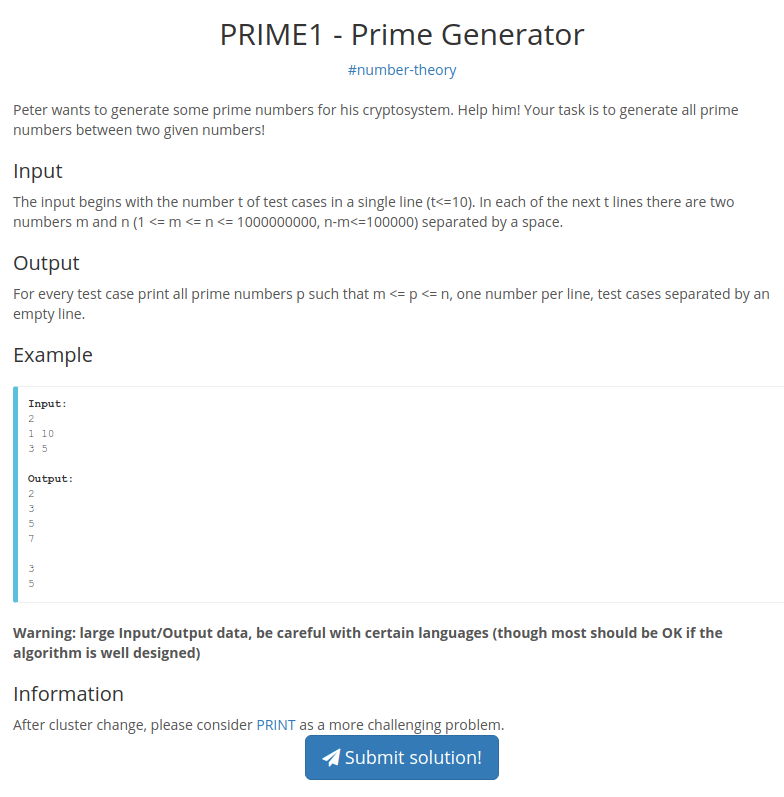 PRIME1 - Prime Generator
#number-theory
Peter wants to generate some prime numbers for his cryptosystem. Help him! Your task is to generate all prime
numbers between two given numbers!
Input
The input begins with the number t of test cases in a single line (t<=10). In each of the next t lines there are two
numbers m and n (1 <= m <= n <= 1000000000, n-m<=100000) separated by a space.
Output
For every test case print all prime numbers p such that m <= p <= n, one number per line, test cases separated by an
empty line.
Example
Input:
2
1 10
3 5
Output:
2
3
5
7
3
5
Warning: large Input/Output data, be careful with certain languages (though most should be OK if the
algorithm is well designed)
Information
After cluster change, please consider PRINT as a more challenging problem.
Submit solution!